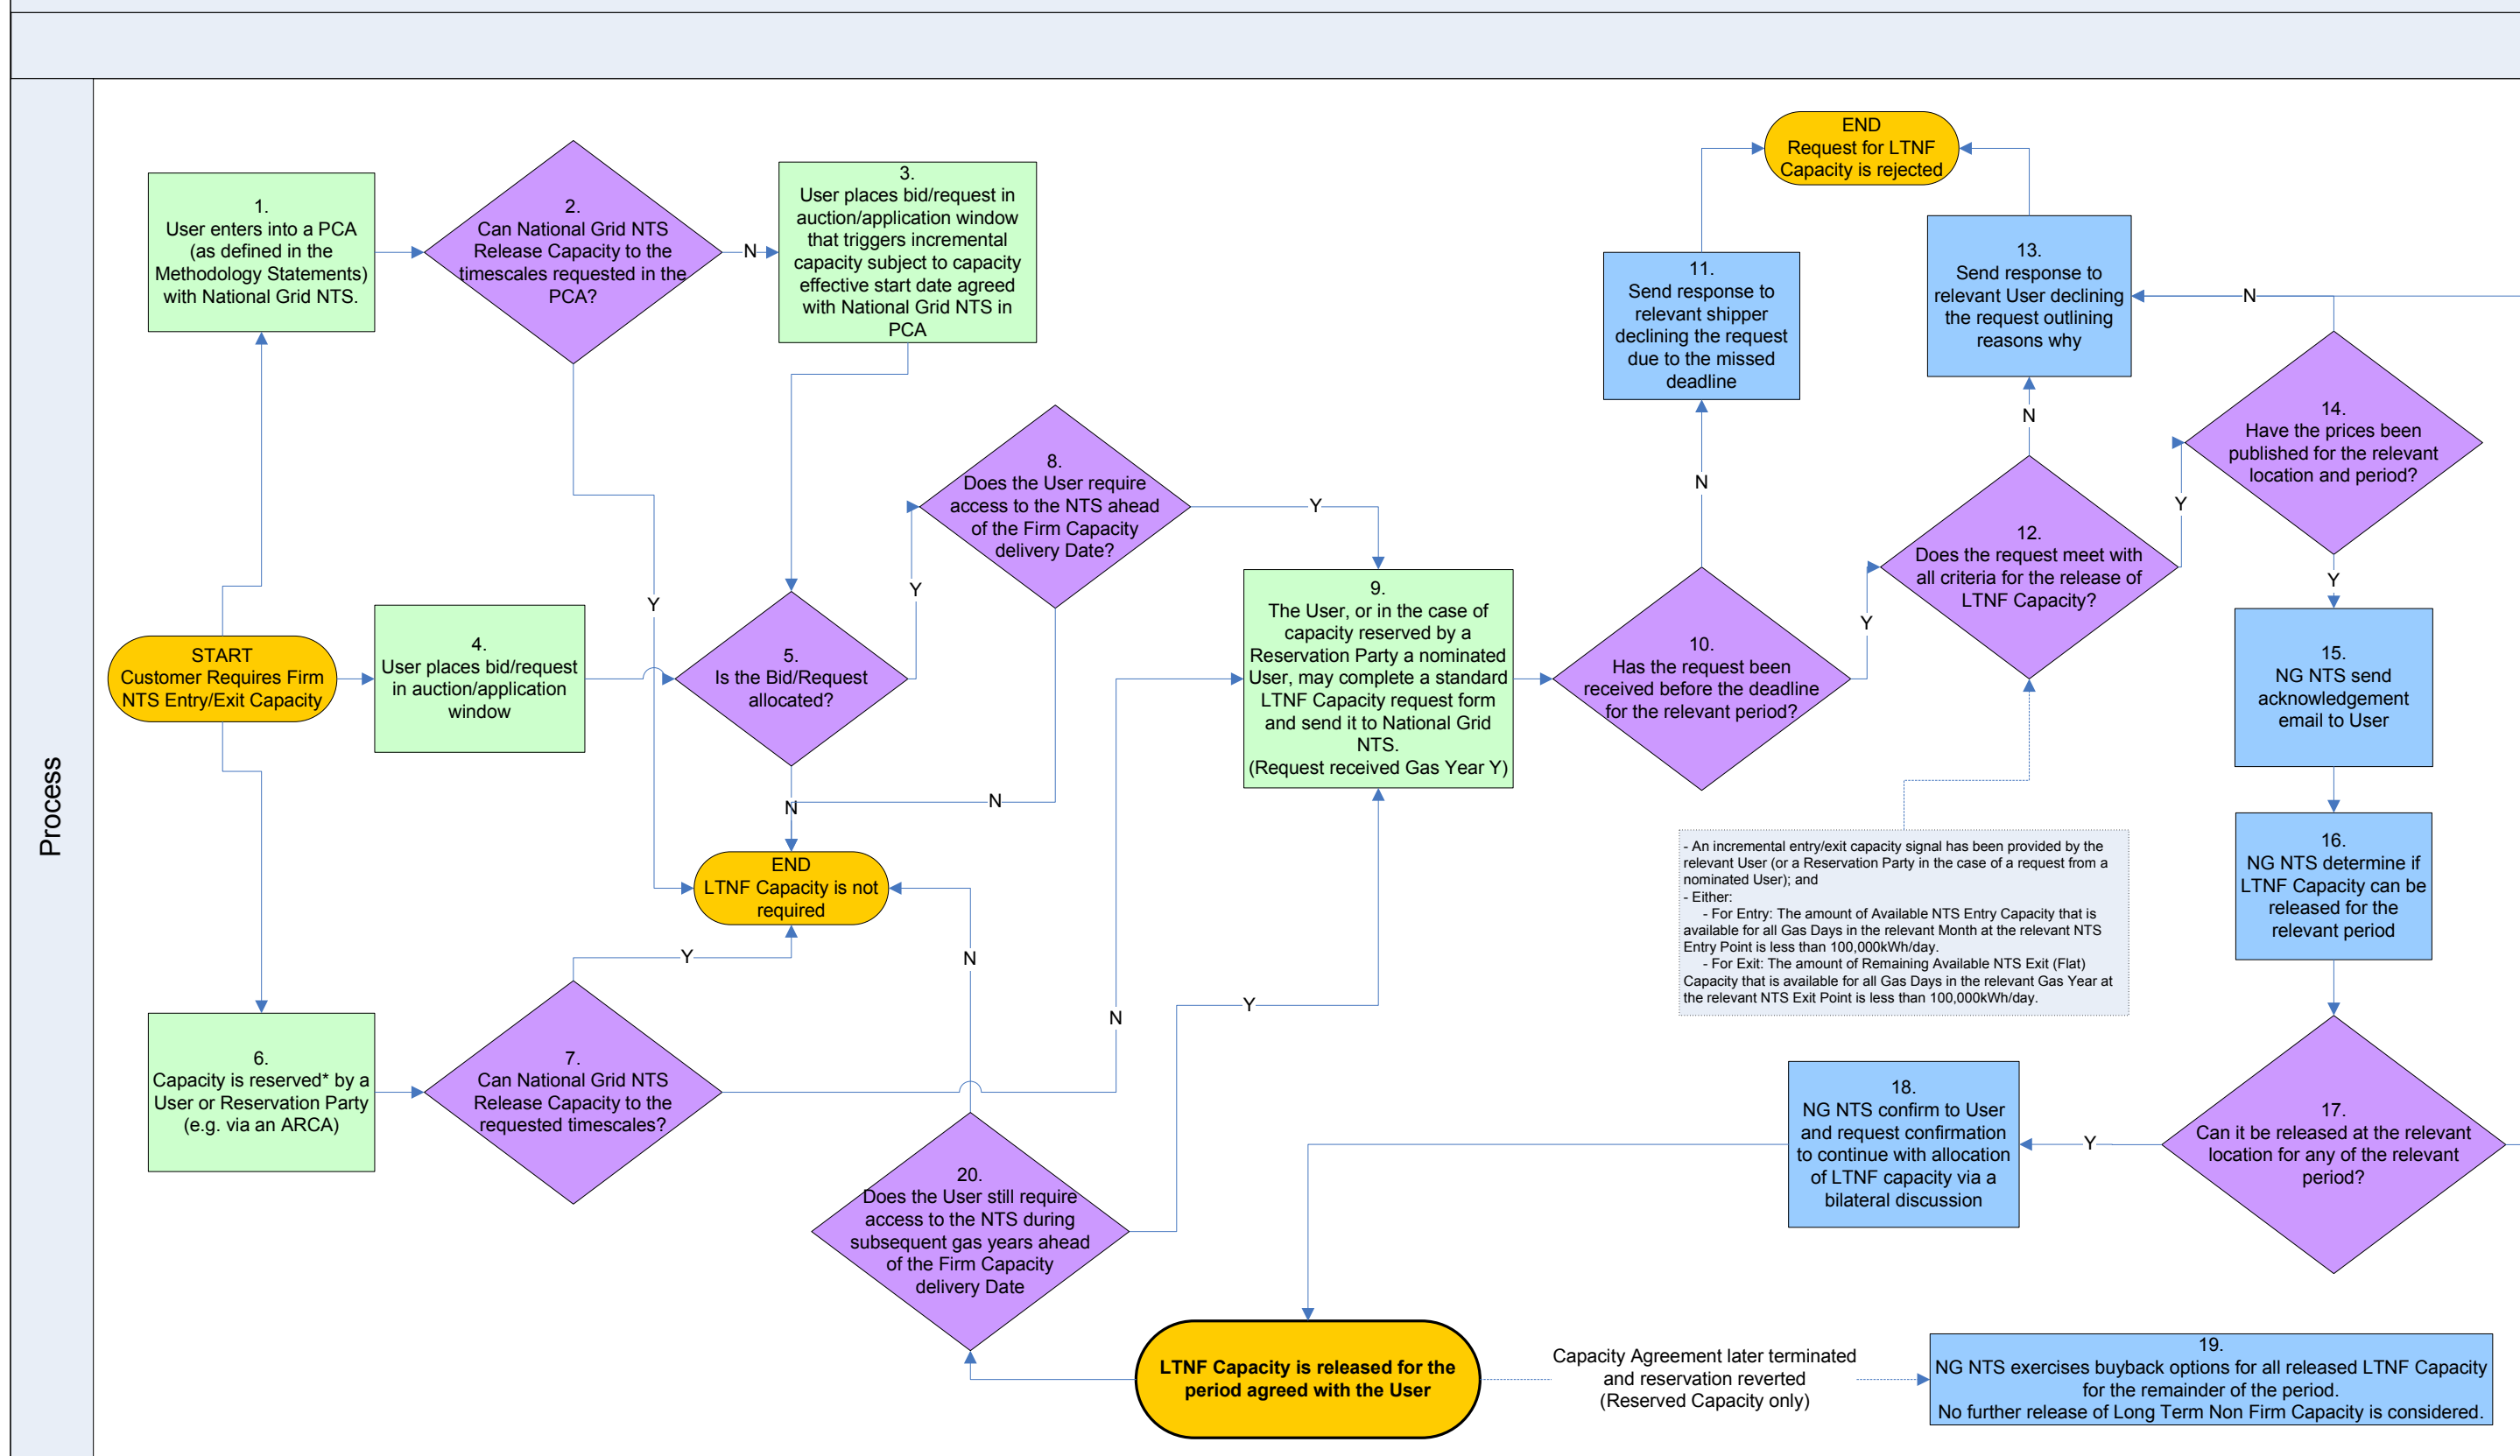 Process
START
Customer Requires Firm
NTS Entry/Exit Capacity
1.
User enters into a PCA
(as defined in the
Methodology Statements)
with National Grid NTS.
2.
Can National Grid NTS
Release Capacity to the
timescales requested in the
PCA?
N
Y
3.
User places bid/request in
auction/application window
that triggers incremental
capacity subject to capacity
effective start date agreed
with National Grid NTS in
PCA
4.
User places bid/request
in auction/application
window
5.
Is the Bid/Request
allocated?
Y
N
6.
Capacity is reserved* by a
User or Reservation Party
(e.g. via an ARCA)
7.
Can National Grid NTS
Release Capacity to the
requested timescales?
Y
N
8.
Does the User require
access to the NTS ahead
of the Firm Capacity
delivery Date?
Y
N
END
LTNF Capacity is not
required
9.
The User, or in the case of
capacity reserved by a
Reservation Party a nominated
User, may complete a standard
LTNF Capacity request form
and send it to National Grid
NTS.
(Request received Gas Year Y)
10.
Has the request been
received before the deadline
for the relevant period?
N
Y
11.
Send response to
relevant shipper
declining the request
due to the missed
deadline
END
Request for LTNF
Capacity is rejected
12.
Does the request meet with
all criteria for the release of
LTNF Capacity?
N
Y
- An incremental entry/exit capacity signal has been provided by the
relevant User (or a Reservation Party in the case of a request from a
nominated User); and
- Either:
- For Entry: The amount of Available NTS Entry Capacity that is
available for all Gas Days in the relevant Month at the relevant NTS
Entry Point is less than 100,000kWh/day.
- For Exit: The amount of Remaining Available NTS Exit (Flat)
Capacity that is available for all Gas Days in the relevant Gas Year at
the relevant NTS Exit Point is less than 100,000kWh/day.
13.
Send response to
relevant User declining
the request outlining
reasons why
14.
Have the prices been
published for the relevant
location and period?
N
Y
15.
NG NTS send
acknowledgement
email to User
16.
NG NTS determine if
LTNF Capacity can be
released for the
relevant period
17.
Can it be released at the relevant
location for any of the relevant
period?
Y
18.
NG NTS confirm to User
and request confirmation
to continue with allocation
of LTNF capacity via a
bilateral discussion
LTNF Capacity is released for the
period agreed with the User
Capacity Agreement later terminated
and reservation reverted
(Reserved Capacity only)
19.
NG NTS exercises buyback options for all released LTNF Capacity
for the remainder of the period.
No further release of Long Term Non Firm Capacity is considered.
20.
Does the User still require
access to the NTS during
subsequent gas years ahead
of the Firm Capacity
delivery Date
N
Y